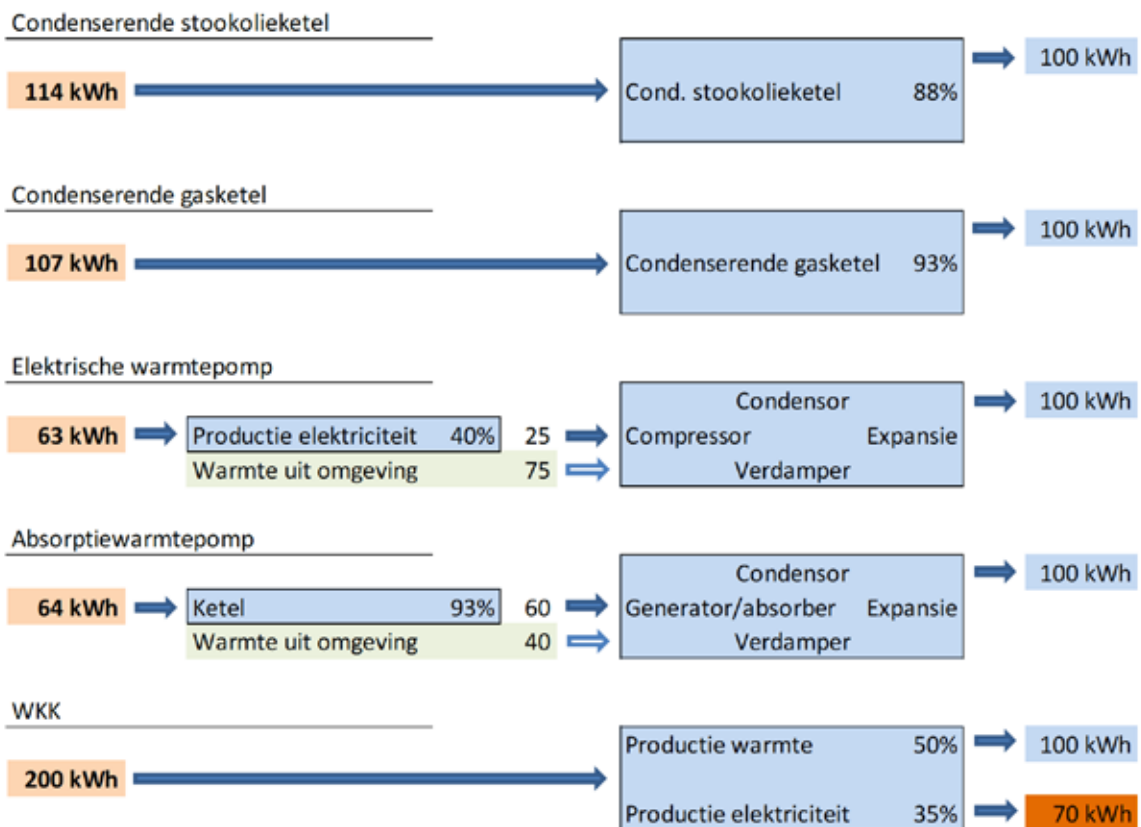 Condenserende stookolieketel
100 kWh
114 kWh
Cond. stookolieketel 88%
Condenserende gasketel
100 kWh
107 kWh
Condenserende gasketel 93%
Elektrische warmtepomp
Condensor
100 kWh
63 kWh
Productie elektriciteit 40% 25
Compressor Expansie
Warmte uit omgeving 75
Verdamper
Absorptiewarmtepomp
Condensor
100 kWh
64 kWh
Ketel 93% 60
Generator/absorber Expansie
Warmte uit omgeving 40
Verdamper
WKK
Productie warmte 50%
100 kWh
200 kWh
Productie elektriciteit 35%
70 kWh